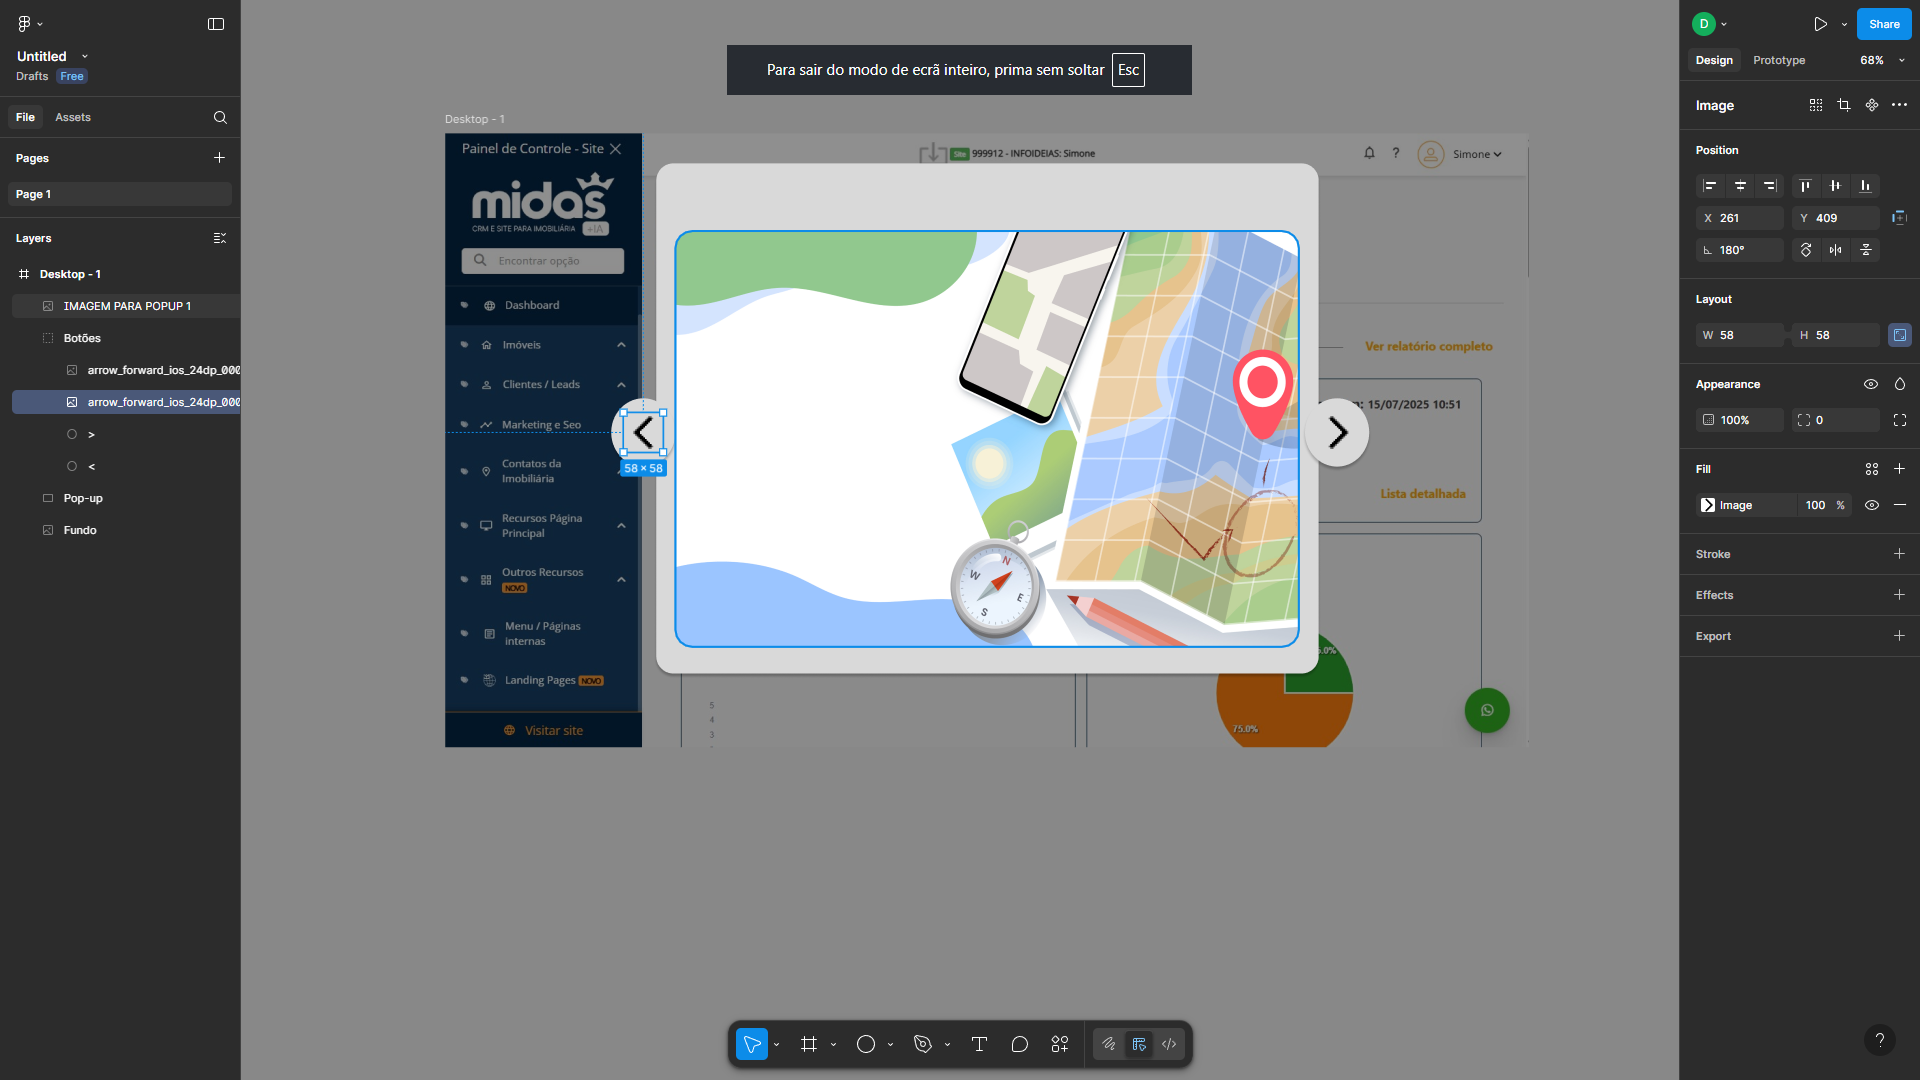 Untitled
Drafts Free
File Assets
Pages
Page 1
Layers
Desktop - 1
IMAGEM PARA POPUP 1
Botões
arrow_forward_ios_24dp_000
arrow_forward_ios_24dp_000
>
<
Pop-up
Fundo
Para sair do modo de ecrã inteiro, prima sem soltar Esc
Desktop - 1
Painel de Controle - Site
midas
CRM E SITE PARA IMOBILIÁRIA +IA
Encontrar opção
Dashboard
Imóveis
Clientes / Leads
Marketing e Seo
Contatos da
Imobiliária
Recursos Página
Principal
Outros Recursos
NOVO
Menu / Páginas
internas
Landing Pages NOVO
Visitar site
Site 999912 - INFOIDEIAS: Simone
? Simone
Ver relatório completo
15/07/2025 10:51
Lista detalhada
58 × 58
N
W
E
S
5
4
3
75.0%
D
Share
Design Prototype 68%
Image
Position
X 261 Y 409
180°
Layout
W 58 H 58
Appearance
100% 0
Fill
Image 100 %
Stroke
Effects
Export
?